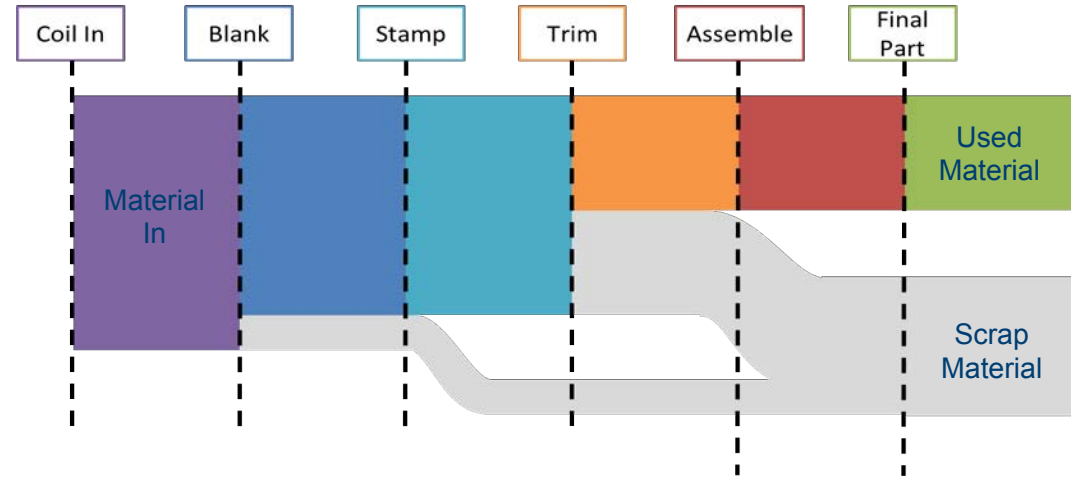 Coil In
Blank
Stamp
Trim
Assemble
Final
Part
Material
In
Used
Material
Scrap
Material